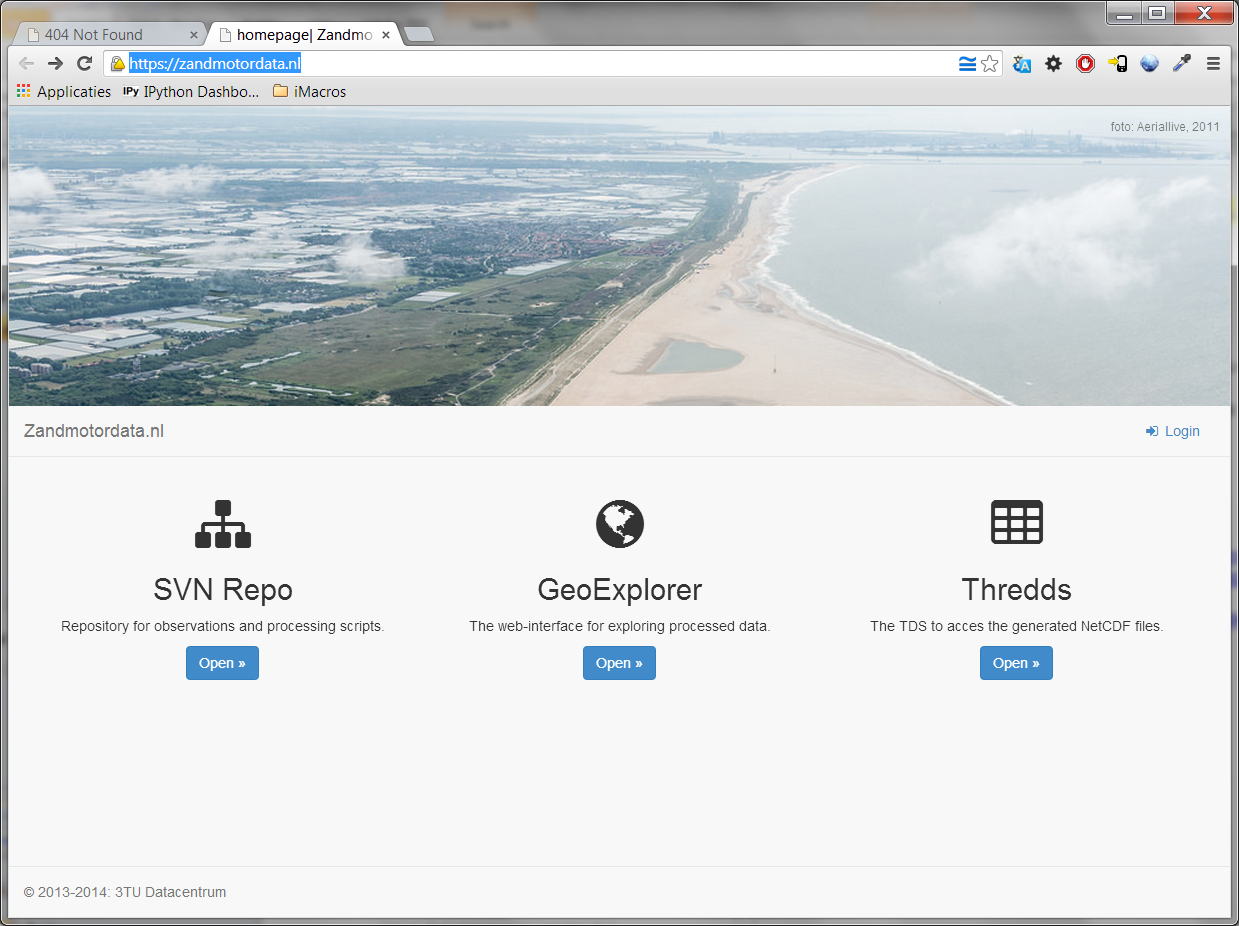 404 Not Found
homepage| Zandmo
https://zandmotordata.nl
Applicaties IPy IPython Dashbo... iMacros
foto: Aeriallive, 2011
Zandmotordata.nl
Login
SVN Repo
Repository for observations and processing scripts.
Open »
GeoExplorer
The web-interface for exploring processed data.
Open »
Thredds
The TDS to acces the generated NetCDF files.
Open »
© 2013-2014: 3TU Datacentrum